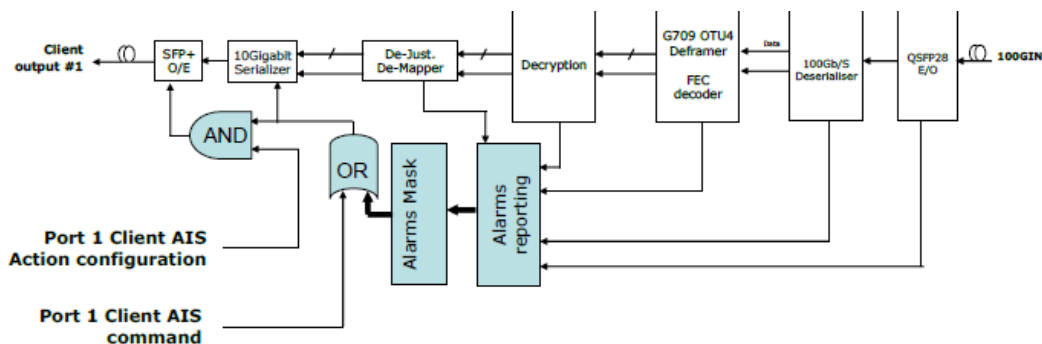 Client
output #1
SFP+
O/E
10Gigabit
Serializer
De-Just.
De-Mapper
Decryption
G709 OTU4
Deframer
FEC
decoder
Data
100Gb/S
Deserialiser
QSFP28
E/O
100GIN
AND
OR
Alarms Mask
Alarms
reporting
Port 1 Client AIS
Action configuration
Port 1 Client AIS
command